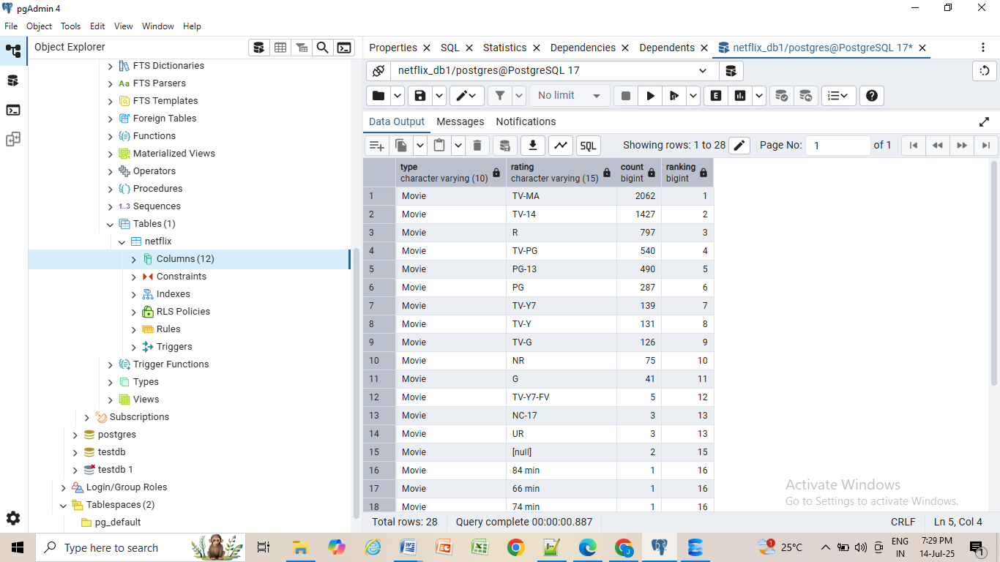 pgAdmin 4
File Object Tools Edit View Window Help
Object Explorer
FTS Dictionaries
Aa FTS Parsers
FTS Templates
Foreign Tables
Functions
Materialized Views
Operators
Procedures
1..3 Sequences
Tables (1)
netflix
Columns (12)
Constraints
Indexes
RLS Policies
Rules
Triggers
Trigger Functions
Types
Views
Subscriptions
postgres
testdb
testdb 1
Login/Group Roles
Tablespaces (2)
pg_default
Properties SQL Statistics Dependencies Dependents netflix_db1/postgres@PostgreSQL 17*
netflix_db1/postgres@PostgreSQL 17
No limit E
Data Output Messages Notifications
SQL Showing rows: 1 to 28 Page No: 1 of 1
type rating count ranking
character varying (10) character varying (15) bigint bigint
1 Movie TV-MA 2062 1
2 Movie TV-14 1427 2
3 Movie R 797 3
4 Movie TV-PG 540 4
5 Movie PG-13 490 5
6 Movie PG 287 6
7 Movie TV-Y7 139 7
8 Movie TV-Y 131 8
9 Movie TV-G 126 9
10 Movie NR 75 10
11 Movie G 41 11
12 Movie TV-Y7-FV 5 12
13 Movie NC-17 3 13
14 Movie UR 3 13
15 Movie [null] 2 15
16 Movie 84 min 1 16
17 Movie 66 min 1 16
18 Movie 74 min 1 16
Activate Windows
Go to Settings to activate Windows.
Total rows: 28 Query complete 00:00:00.887 CRLF Ln 5, Col 4
Type here to search
1 25°C
ENG
IN
7:29 PM
14-Jul-25
1